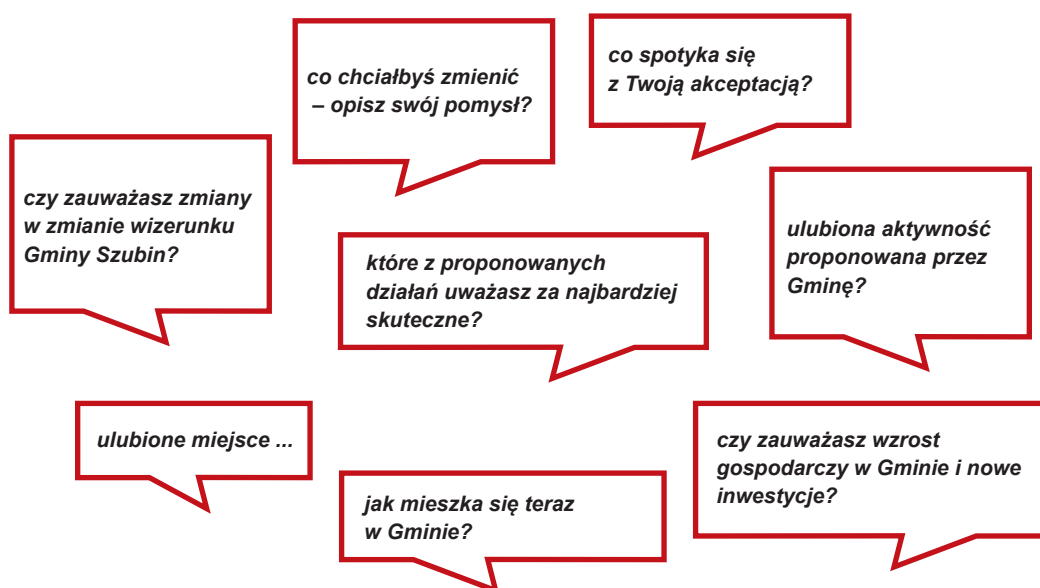 co chciałbyś zmienić
– opisz swój pomysł?
co spotyka się
z Twoją akceptacją?
czy zauważasz zmiany
w zmianie wizerunku
Gminy Szubin?
które z proponowanych
działań uważasz za najbardziej
skuteczne?
ulubiona aktywność
proponowana przez
Gminę?
ulubione miejsce ...
jak mieszka się teraz
w Gminie?
czy zauważasz wzrost
gospodarczy w Gminie i nowe
inwestycje?